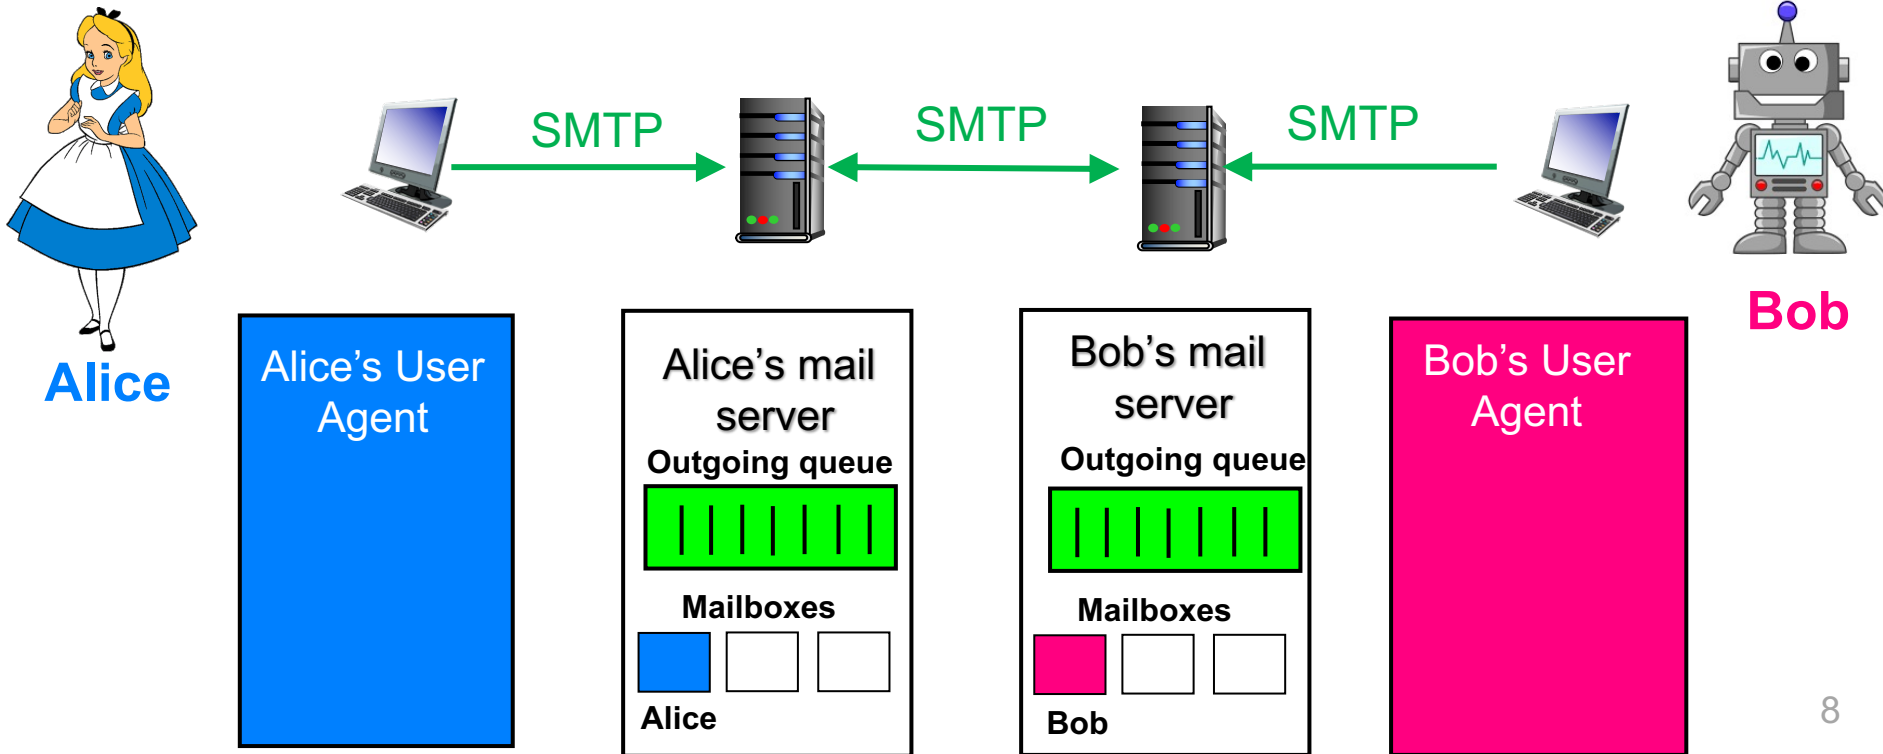 SMTP
SMTP
SMTP
Alice
Bob
Alice's User
Agent
Alice's mail
server
Outgoing queue
Mailboxes
Alice
Bob's mail
server
Outgoing queue
Mailboxes
Bob
Bob's User
Agent
8